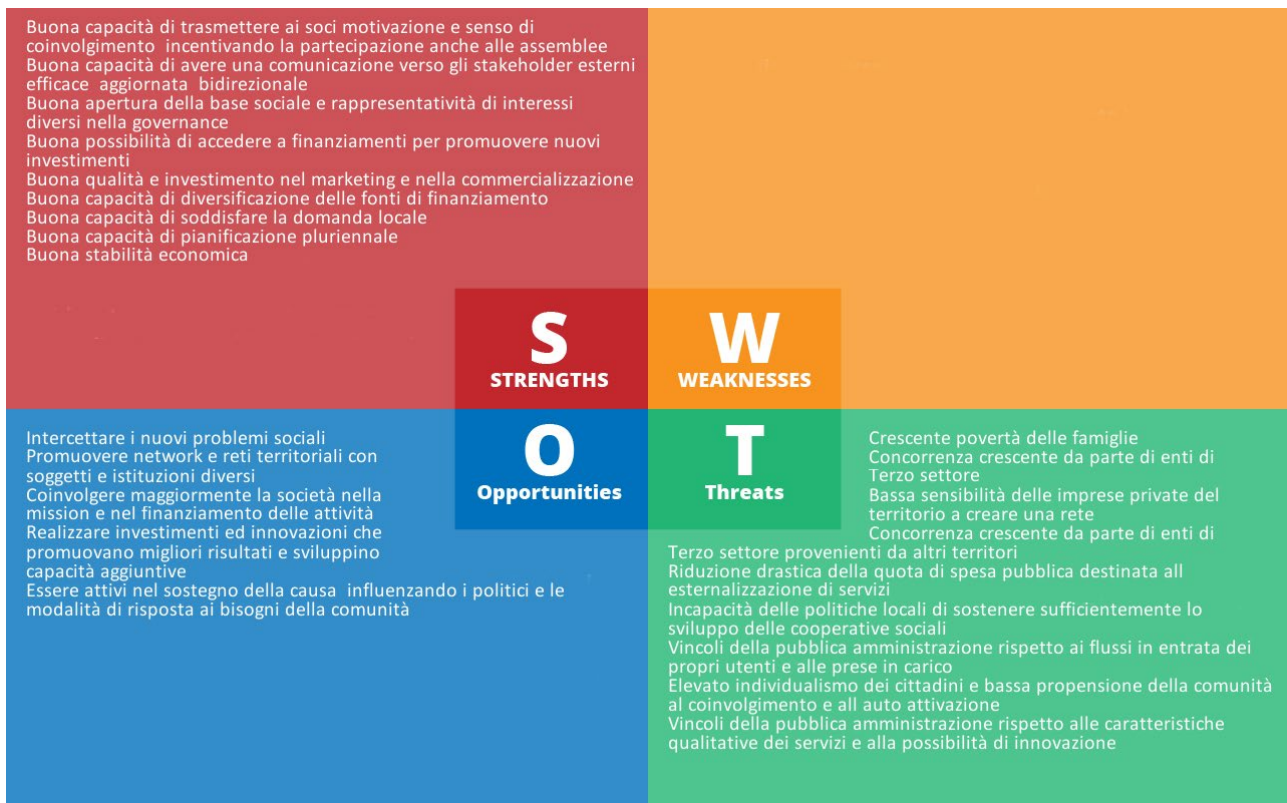 Buona capacità di trasmettere ai soci motivazione e senso di
coinvolgimento incentivando la partecipazione anche alle assemblee
Buona capacità di avere una comunicazione verso gli stakeholder esterni
efficace aggiornata bidirezionale
Buona apertura della base sociale e rappresentatività di interessi
diversi nella governance
Buona possibilità di accedere a finanziamenti per promuovere nuovi
investimenti
Buona qualità e investimento nel marketing e nella commercializzazione
Buona capacità di diversificazione delle fonti di finanziamento
Buona capacità di soddisfare la domanda locale
Buona capacità di pianificazione pluriennale
Buona stabilità economica
S
STRENGTHS
W
WEAKNESSES
Intercettare i nuovi problemi sociali
Promuovere network e reti territoriali con
soggetti e istituzioni diversi
Coinvolgere maggiormente la società nella
mission e nel finanziamento delle attività
Realizzare investimenti ed innovazioni che
promuovano migliori risultati e sviluppino
capacità aggiuntive
Essere attivi nel sostegno della causa influenzando i politici e le
modalità di risposta ai bisogni della comunità
O
Opportunities
T
Threats
Crescente povertà delle famiglie
Concorrenza crescente da parte di enti di
Terzo settore
Bassa sensibilità delle imprese private del
territorio a creare una rete
Concorrenza crescente da parte di enti di
Terzo settore provenienti da altri territori
Riduzione drastica della quota di spesa pubblica destinata all
esternalizzazione di servizi
Incapacità delle politiche locali di sostenere sufficientemente lo
sviluppo delle cooperative sociali
Vincoli della pubblica amministrazione rispetto ai flussi in entrata dei
propri utenti e alle prese in carico
Elevato individualismo dei cittadini e bassa propensione della comunità
al coinvolgimento e all auto attivazione
Vincoli della pubblica amministrazione rispetto alle caratteristiche
qualitative dei servizi e alla possibilità di innovazione